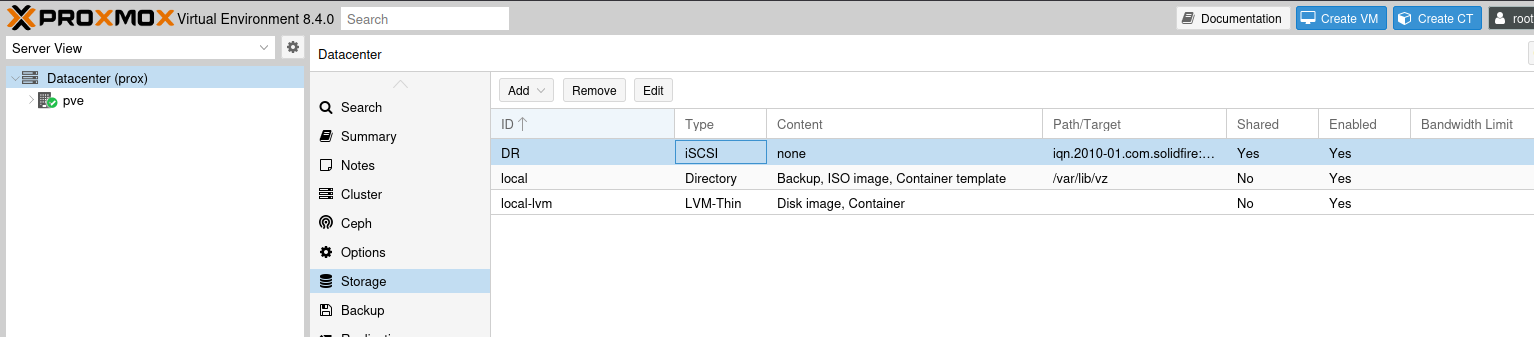 PROXMOX Virtual Environment 8.4.0 Search Documentation Create VM Create CT root
Server View
Datacenter (prox)
pve
Datacenter
Search
Summary
Notes
Cluster
Ceph
Options
Storage
Backup
Add Remove Edit
ID Type Content Path/Target Shared Enabled Bandwidth Limit
DR iSCSI none iqn.2010-01.com.solidfire:... Yes Yes
local Directory Backup, ISO image, Container template /var/lib/vz No Yes
local-lvm LVM-Thin Disk image, Container No Yes